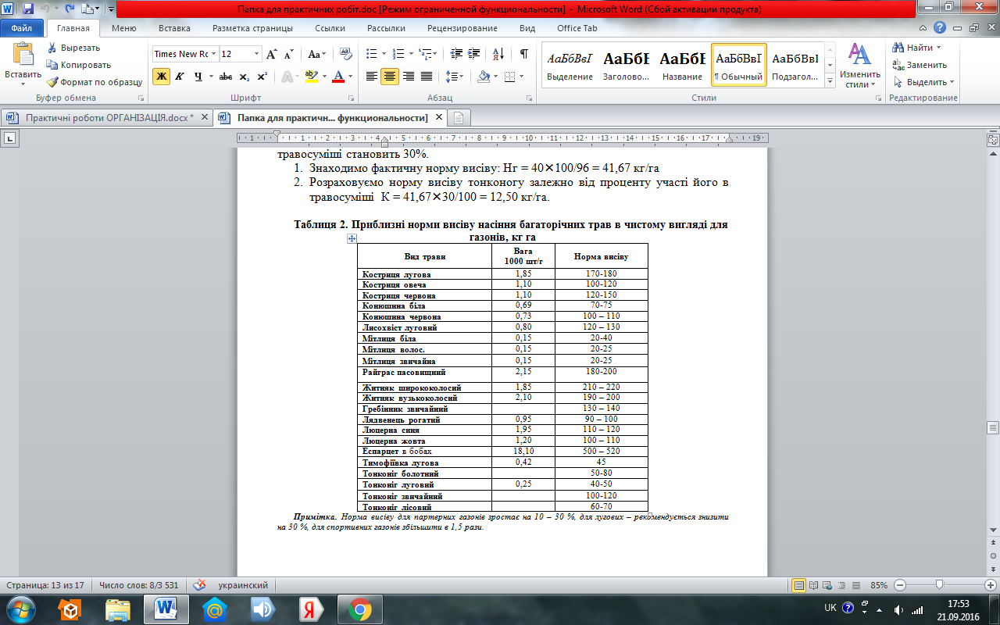 Папка для практичних робіт.doc [Режим ограниченной функциональности] - Microsoft Word (Сбой активации продукта)
Файл Главная Меню Вставка Разметка страницы Ссылки Рассылки Рецензирование Вид Office Tab
Вставить
Вырезать
Копировать
Формат по образцу
Буфер обмена
Times New Rc 12
Ж К Ч abc x₂ x²
Шрифт
Абзац
АаБбВвІ АаБбІ АаБбВ АаБбВвІ АаБбВвІ
Выделение Заголово... Название ¶ Обычный Подзагол...
Стили
Изменить стили
Найти
Заменить
Выделить
Редактирование
Практичні роботи ОРГАНІЗАЦІЯ.docx * Папка для практичн... функциональности]
травосуміші становить 30%.
1. Знаходимо фактичну норму висіву: Нг = 40✕100/96 = 41,67 кг/га
2. Розраховуємо норму висіву тонконогу залежно від проценту участі його в
травосуміші К = 41,67✕30/100 = 12,50 кг/га.
Таблиця 2. Приблизні норми висіву насіння багаторічних трав в чистому вигляді для
газонів, кг га
Вид трави Вага 1000 шт/г Норма висіву
Костриця лугова 1,85 170-180
Костриця овеча 1,10 100-120
Костриця червона 1,10 120-150
Конюшина біла 0,69 70-75
Конюшина червона 0,73 100 – 110
Лисохвіст луговий 0,80 120 – 130
Мітлиця біла 0,15 20-40
Мітлиця волос. 0,15 20-25
Мітлиця звичайна 0,15 20-25
Райграс пасовищний 2,15 180-200
Житняк ширококолосий 1,85 210 – 220
Житняк вузькоколосий 2,10 190 – 200
Гребінник звичайний 130 – 140
Лядвенець рогатий 0,95 90 – 100
Люцерна синя 1,95 110 – 120
Люцерна жовта 1,20 100 – 110
Еспарцет в бобах 18,10 500 – 520
Тимофіївка лугова 0,42 45
Тонконіг болотний 50-80
Тонконіг луговий 0,25 40-50
Тонконіг звичайний 100-120
Тонконіг лісовий 60-70
Примітка. Норма висіву для партерних газонів зростає на 10 – 30 %, для лугових – рекомендується знизити
на 30 %, для спортивних газонів збільшити в 1,5 рази.
Страница: 13 из 17 Число слов: 8/3 531 украинский 85%
UK 17:53
21.09.2016